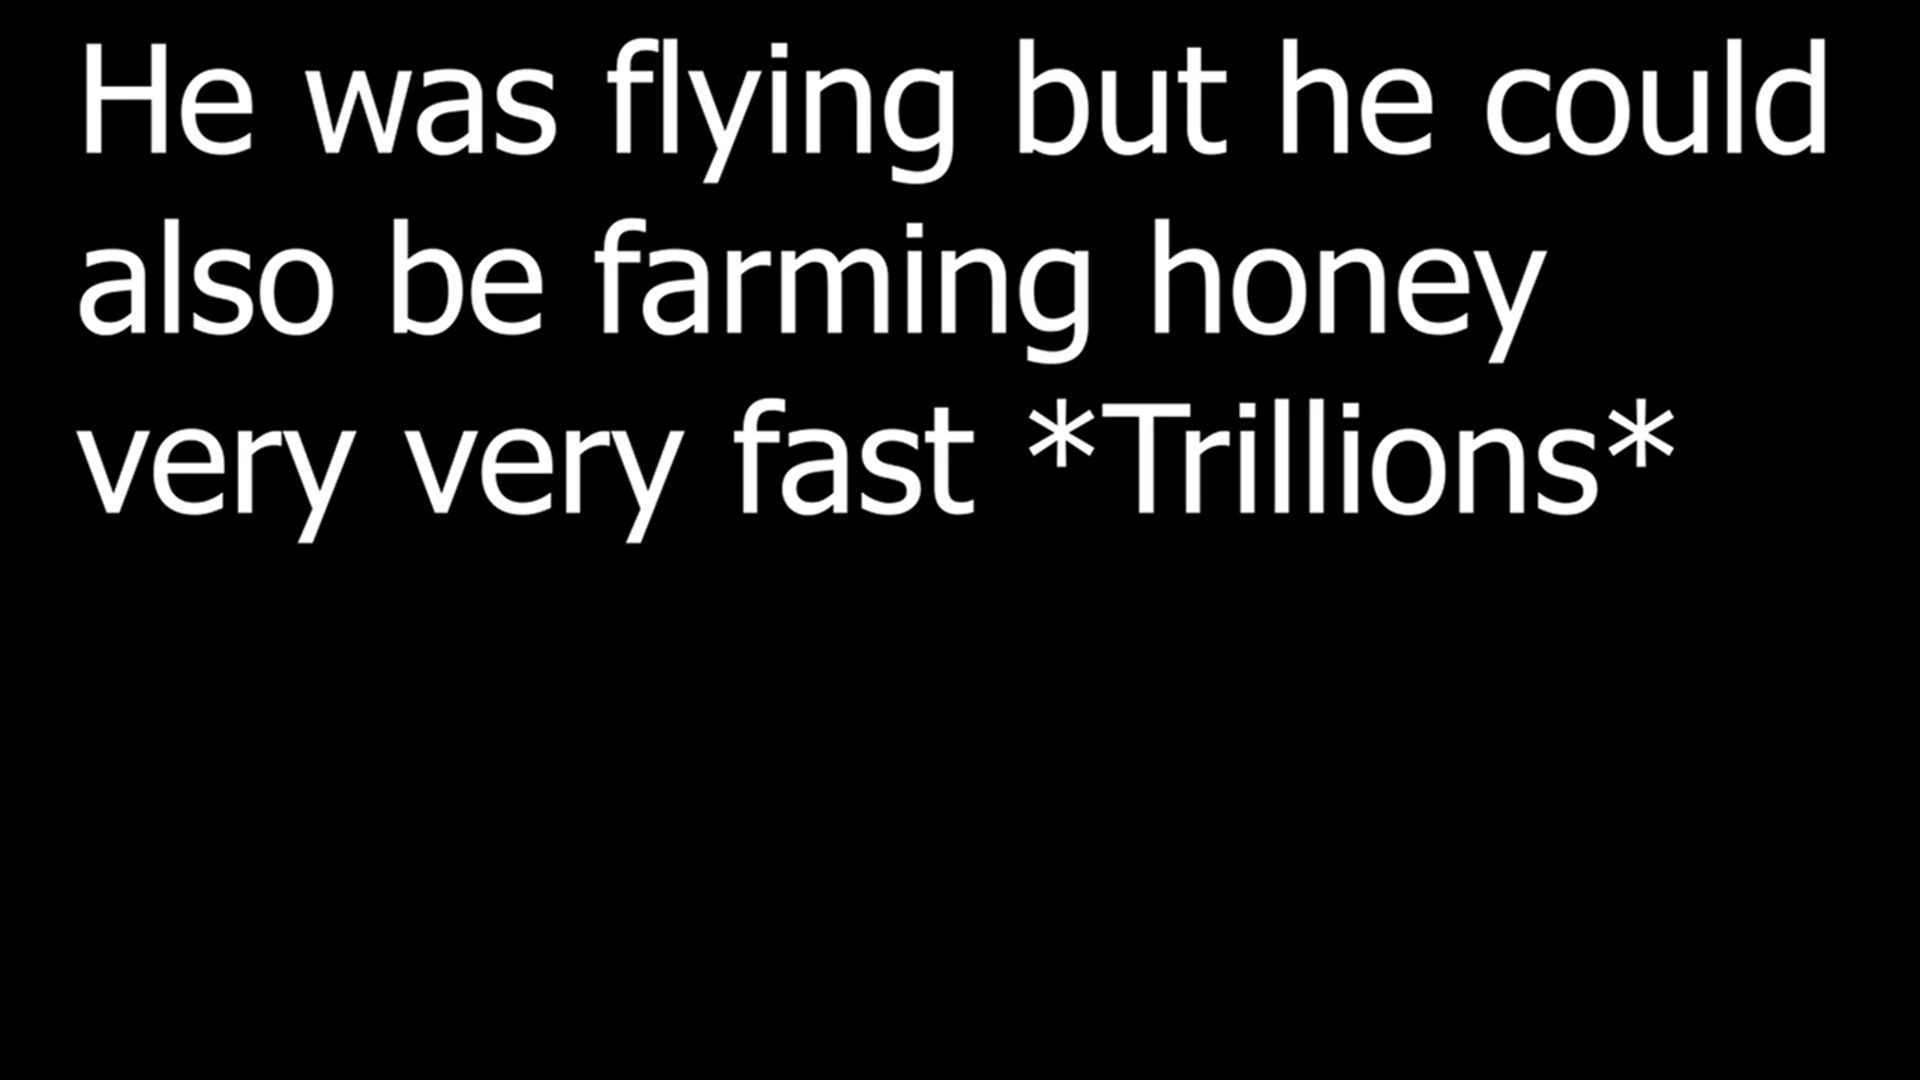 He was flying but he could
also be farming honey
very very fast *Trillions*